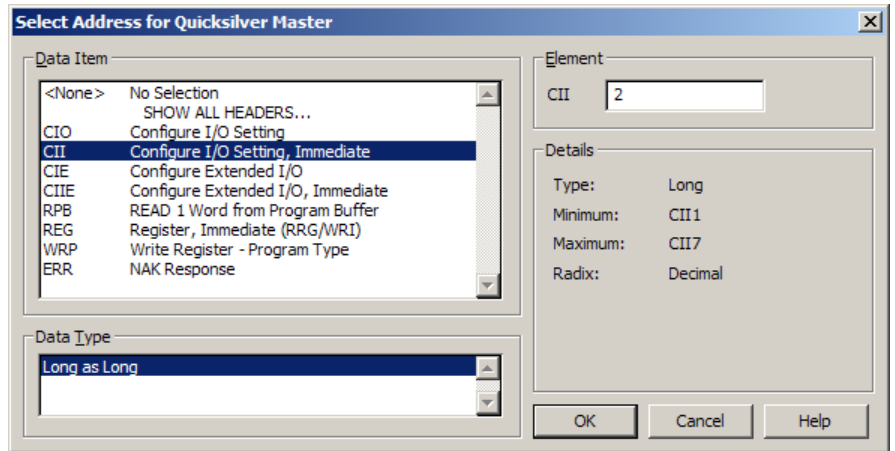 Select Address for Quicksilver Master
Data Item
<None> No Selection
SHOW ALL HEADERS...
CIO Configure I/O Setting
CII Configure I/O Setting, Immediate
CIE Configure Extended I/O
CIIE Configure Extended I/O, Immediate
RPB READ 1 Word from Program Buffer
REG Register, Immediate (RRG/WRI)
WRP Write Register - Program Type
ERR NAK Response
Data Type
Long as Long
Element
CII 2
Details
Type: Long
Minimum: CII1
Maximum: CII7
Radix: Decimal
OK Cancel Help